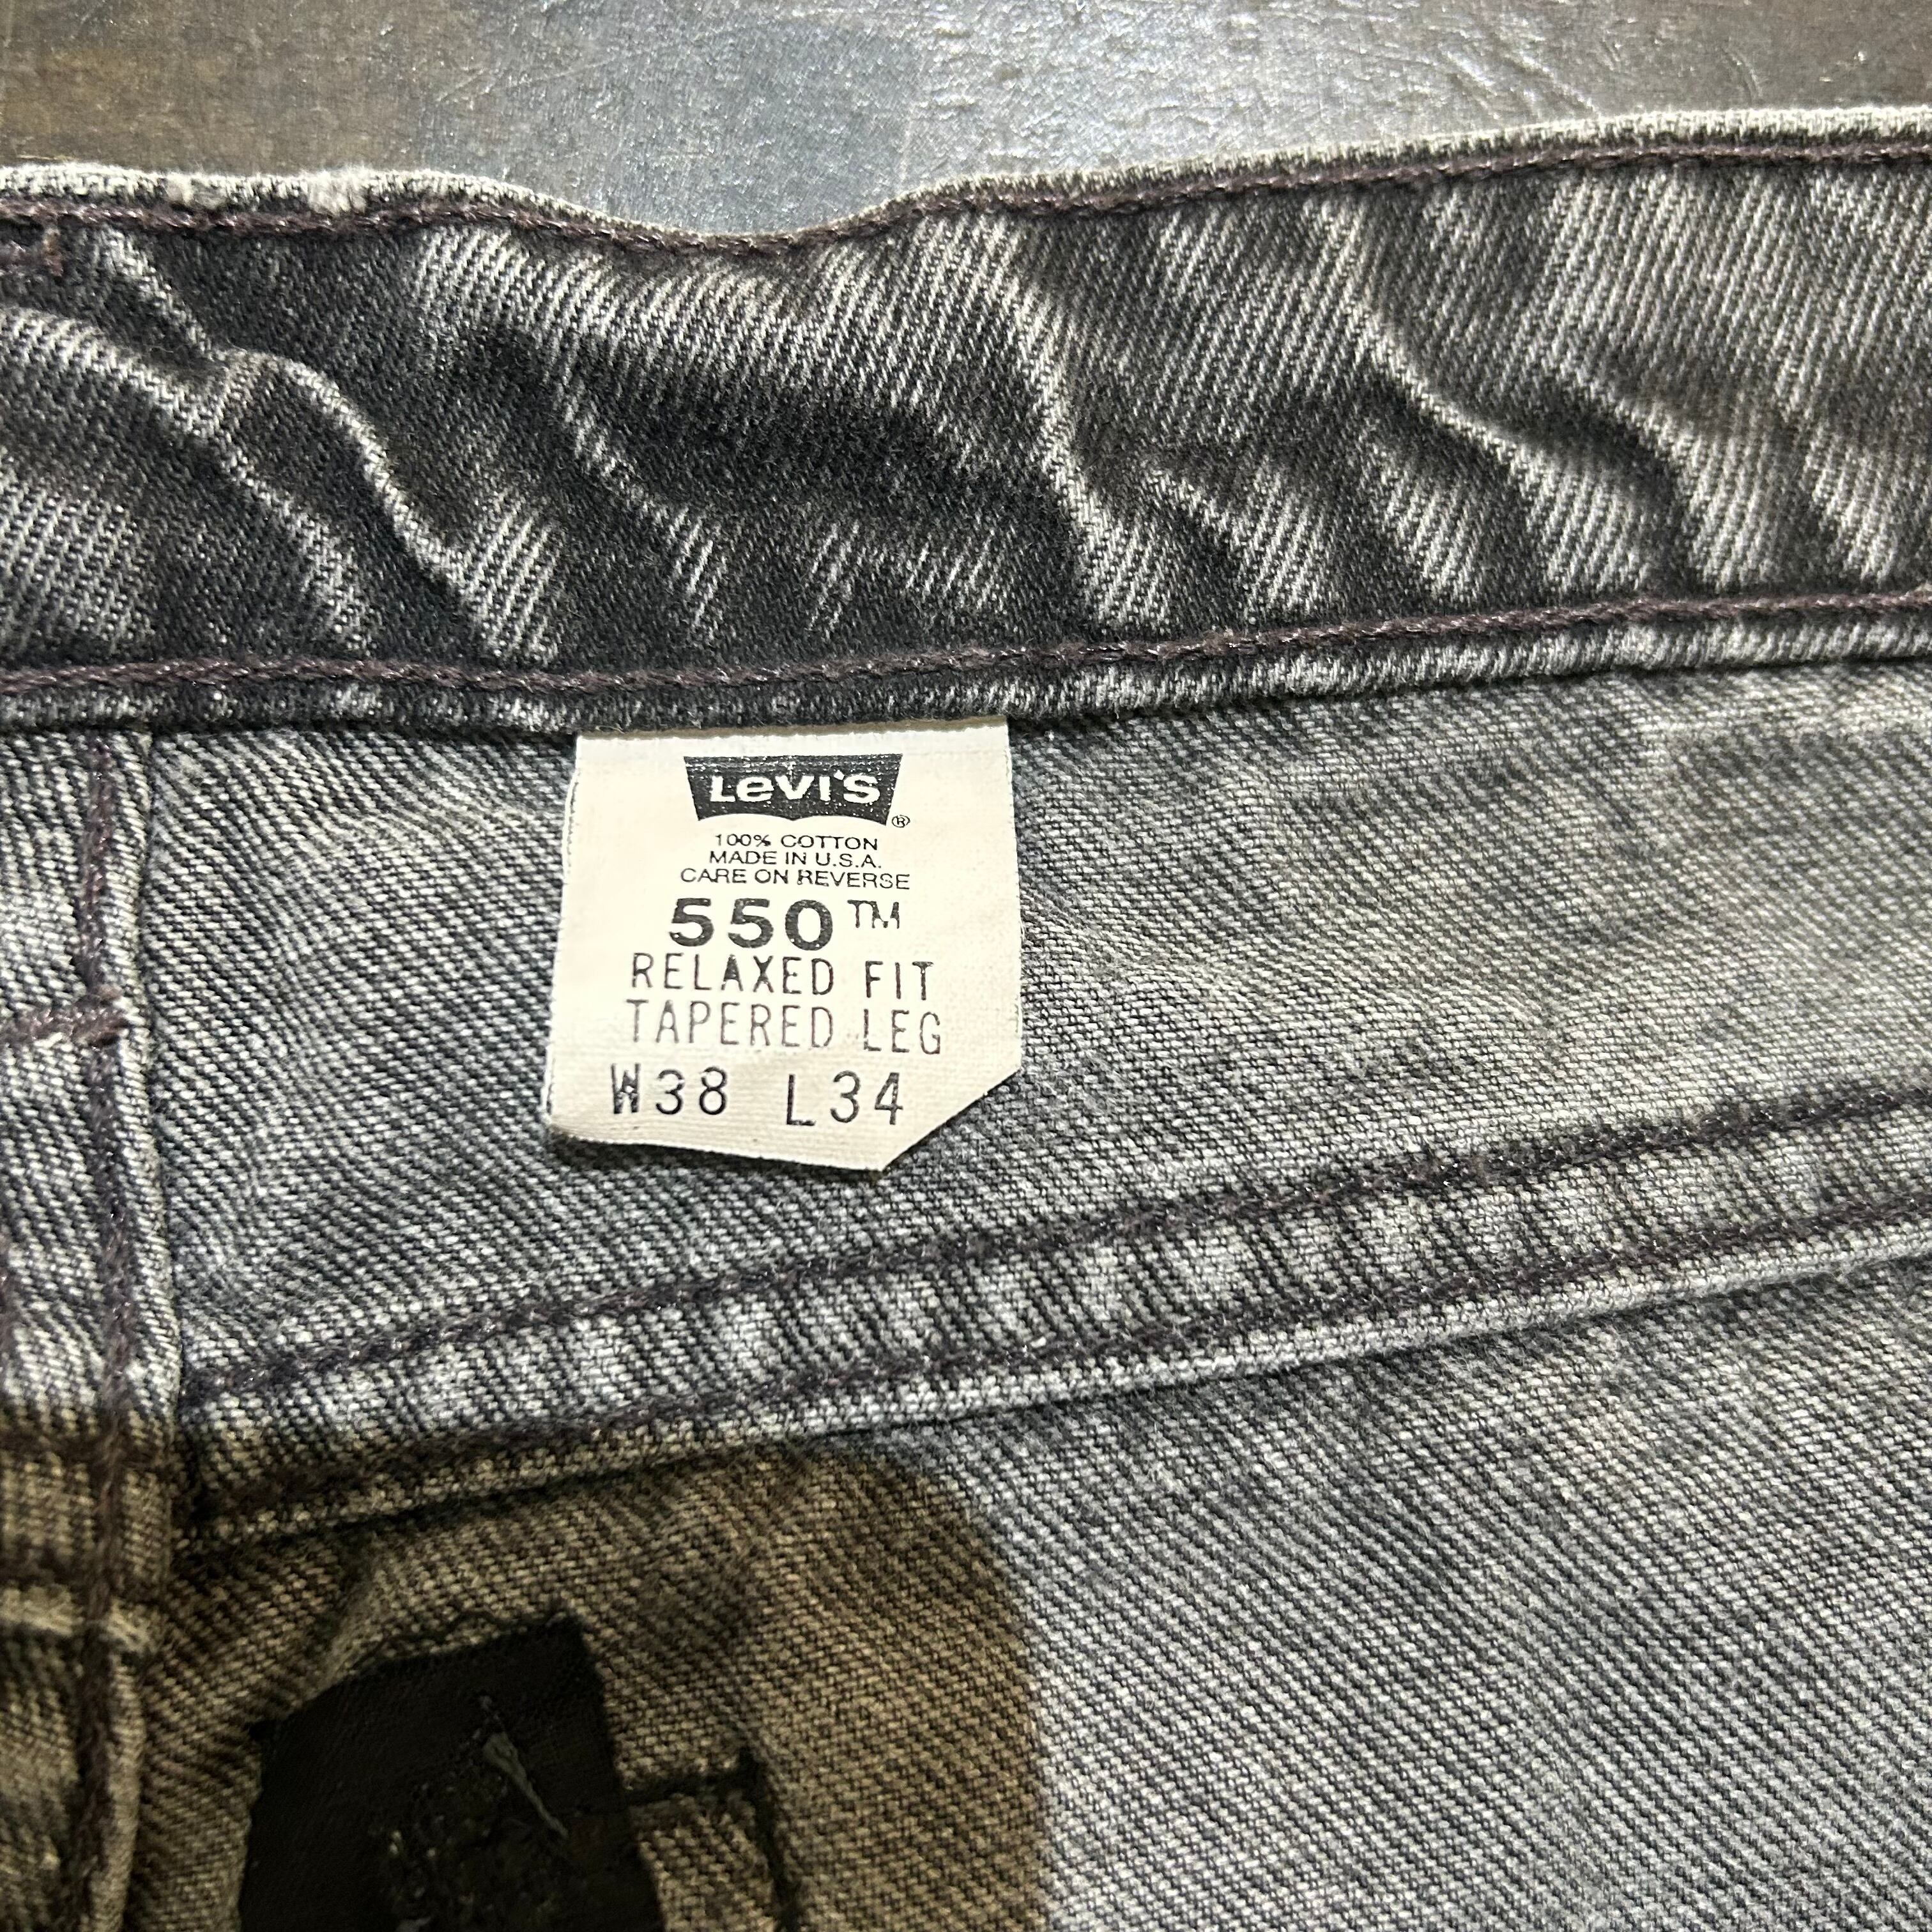 LEVI'S ®
100% COTTON
MADE IN U.S.A.
CARE ON REVERSE
550™
RELAXED FIT
TAPERED LEG
W38 L34